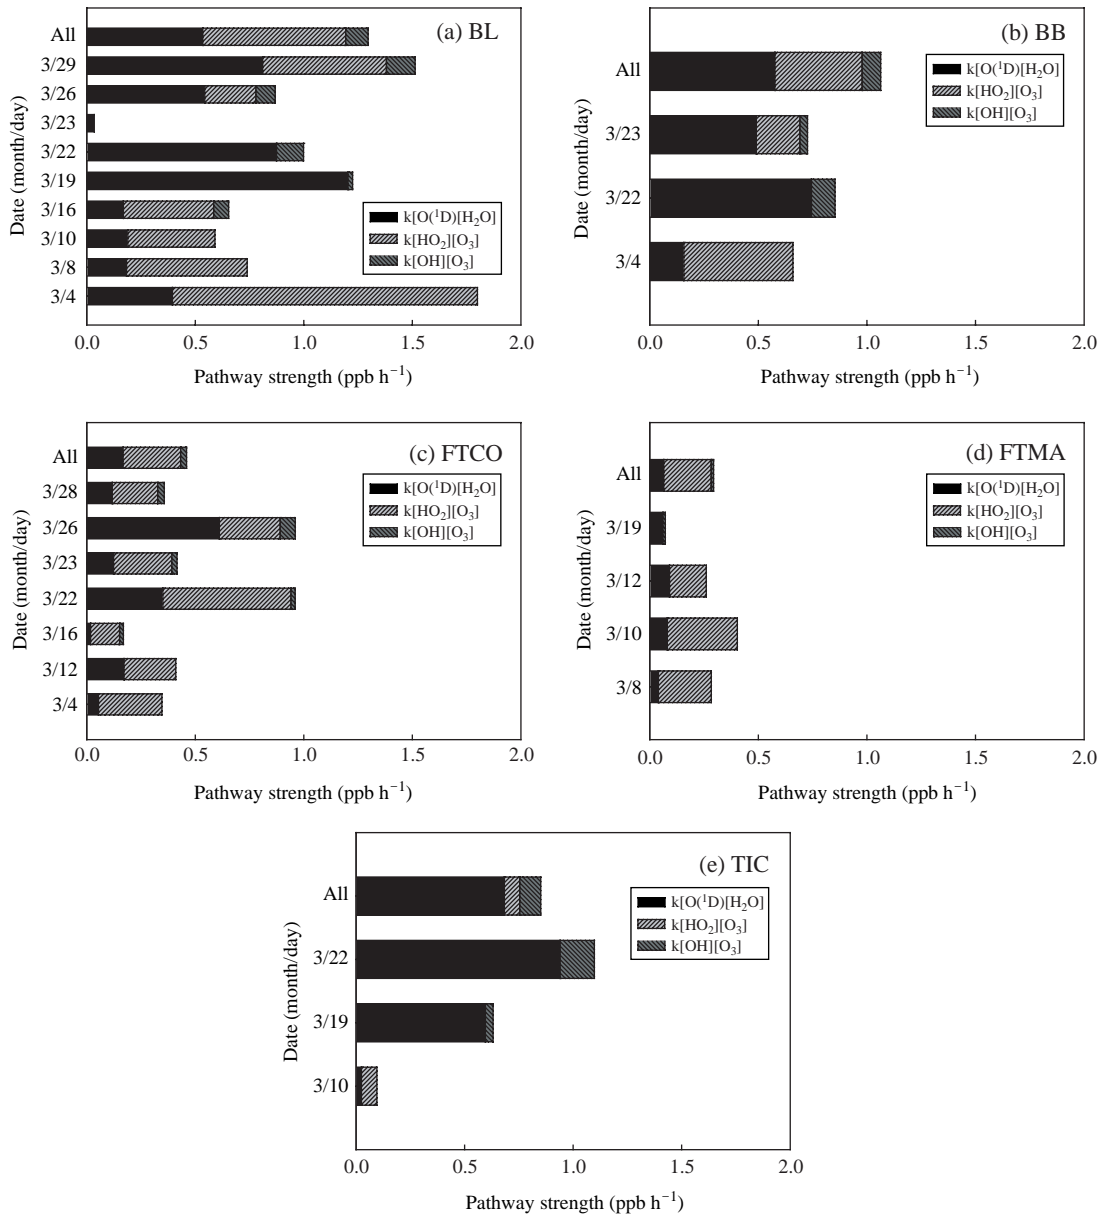 (a) BL
All
3/29
3/26
3/23
3/22
3/19
3/16
3/10
3/8
3/4
Date (month/day)
k[O(¹D)[H₂O]
k[HO₂][O₃]
k[OH][O₃]
0.0 0.5 1.0 1.5 2.0
Pathway strength (ppb h⁻¹)
(b) BB
All
3/23
3/22
3/4
Date (month/day)
k[O(¹D)[H₂O]
k[HO₂][O₃]
k[OH][O₃]
0.0 0.5 1.0 1.5 2.0
Pathway strength (ppb h⁻¹)
(c) FTCO
All
3/28
3/26
3/23
3/22
3/16
3/12
3/4
Date (month/day)
k[O(¹D)[H₂O]
k[HO₂][O₃]
k[OH][O₃]
0.0 0.5 1.0 1.5 2.0
Pathway strength (ppb h⁻¹)
(d) FTMA
All
3/19
3/12
3/10
3/8
Date (month/day)
k[O(¹D)[H₂O]
k[HO₂][O₃]
k[OH][O₃]
0.0 0.5 1.0 1.5 2.0
Pathway strength (ppb h⁻¹)
(e) TIC
All
3/22
3/19
3/10
Date (month/day)
k[O(¹D)[H₂O]
k[HO₂][O₃]
k[OH][O₃]
0.0 0.5 1.0 1.5 2.0
Pathway strength (ppb h⁻¹)